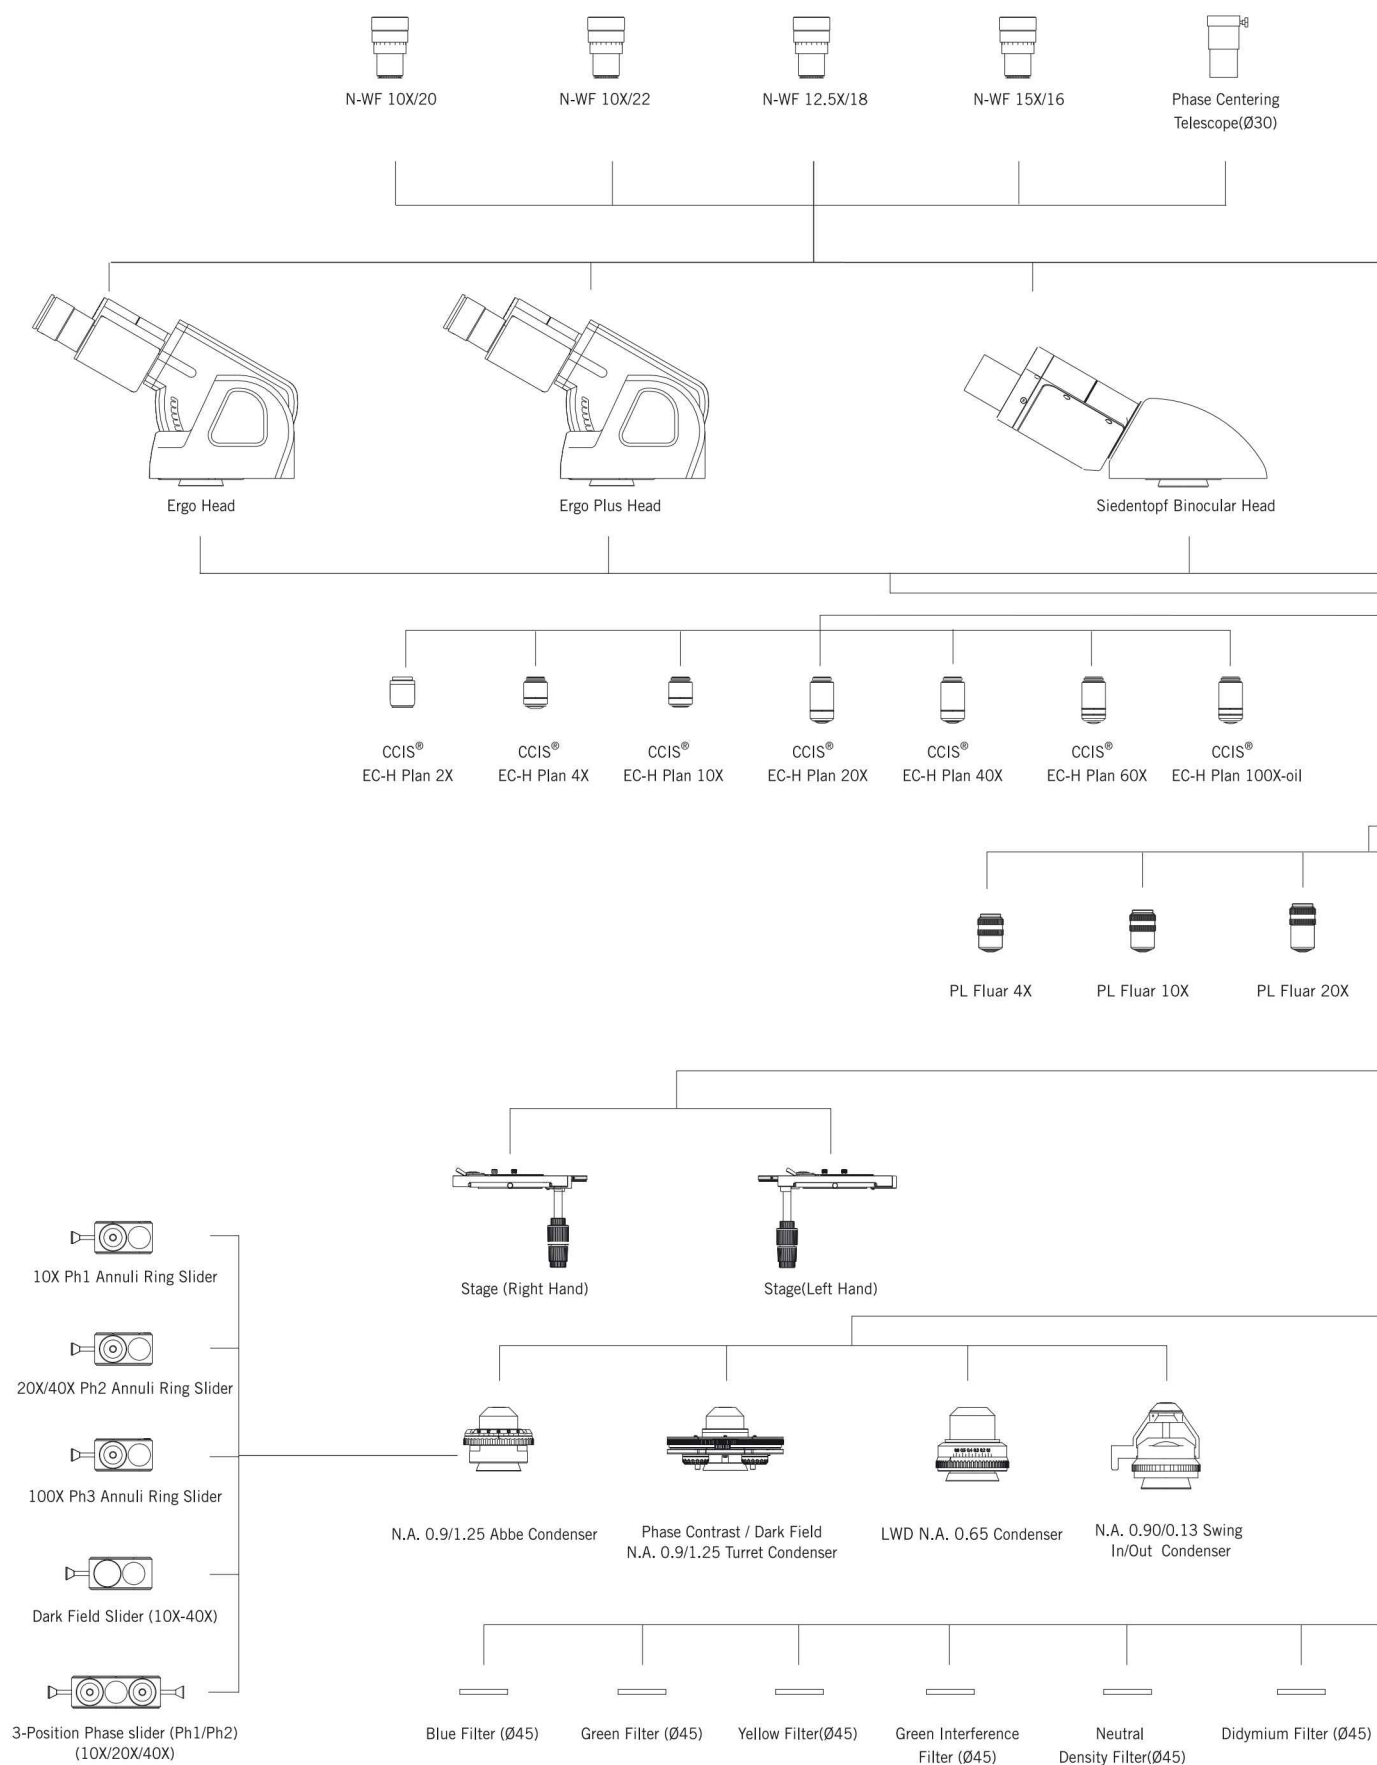 N-WF 10X/20
N-WF 10X/22
N-WF 12.5X/18
N-WF 15X/16
Phase Centering
Telescope(Ø30)
Ergo Head
Ergo Plus Head
Siedentopf Binocular Head
CCIS®
EC-H Plan 2X
CCIS®
EC-H Plan 4X
CCIS®
EC-H Plan 10X
CCIS®
EC-H Plan 20X
CCIS®
EC-H Plan 40X
CCIS®
EC-H Plan 60X
CCIS®
EC-H Plan 100X-oil
PL Fluar 4X
PL Fluar 10X
PL Fluar 20X
Stage (Right Hand)
Stage(Left Hand)
10X Ph1 Annuli Ring Slider
20X/40X Ph2 Annuli Ring Slider
100X Ph3 Annuli Ring Slider
Dark Field Slider (10X-40X)
3-Position Phase slider (Ph1/Ph2)
(10X/20X/40X)
N.A. 0.9/1.25 Abbe Condenser
Phase Contrast / Dark Field
N.A. 0.9/1.25 Turret Condenser
LWD N.A. 0.65 Condenser
N.A. 0.90/0.13 Swing
In/Out Condenser
Blue Filter (Ø45)
Green Filter (Ø45)
Yellow Filter(Ø45)
Green Interference
Filter (Ø45)
Neutral
Density Filter(Ø45)
Didymium Filter (Ø45)